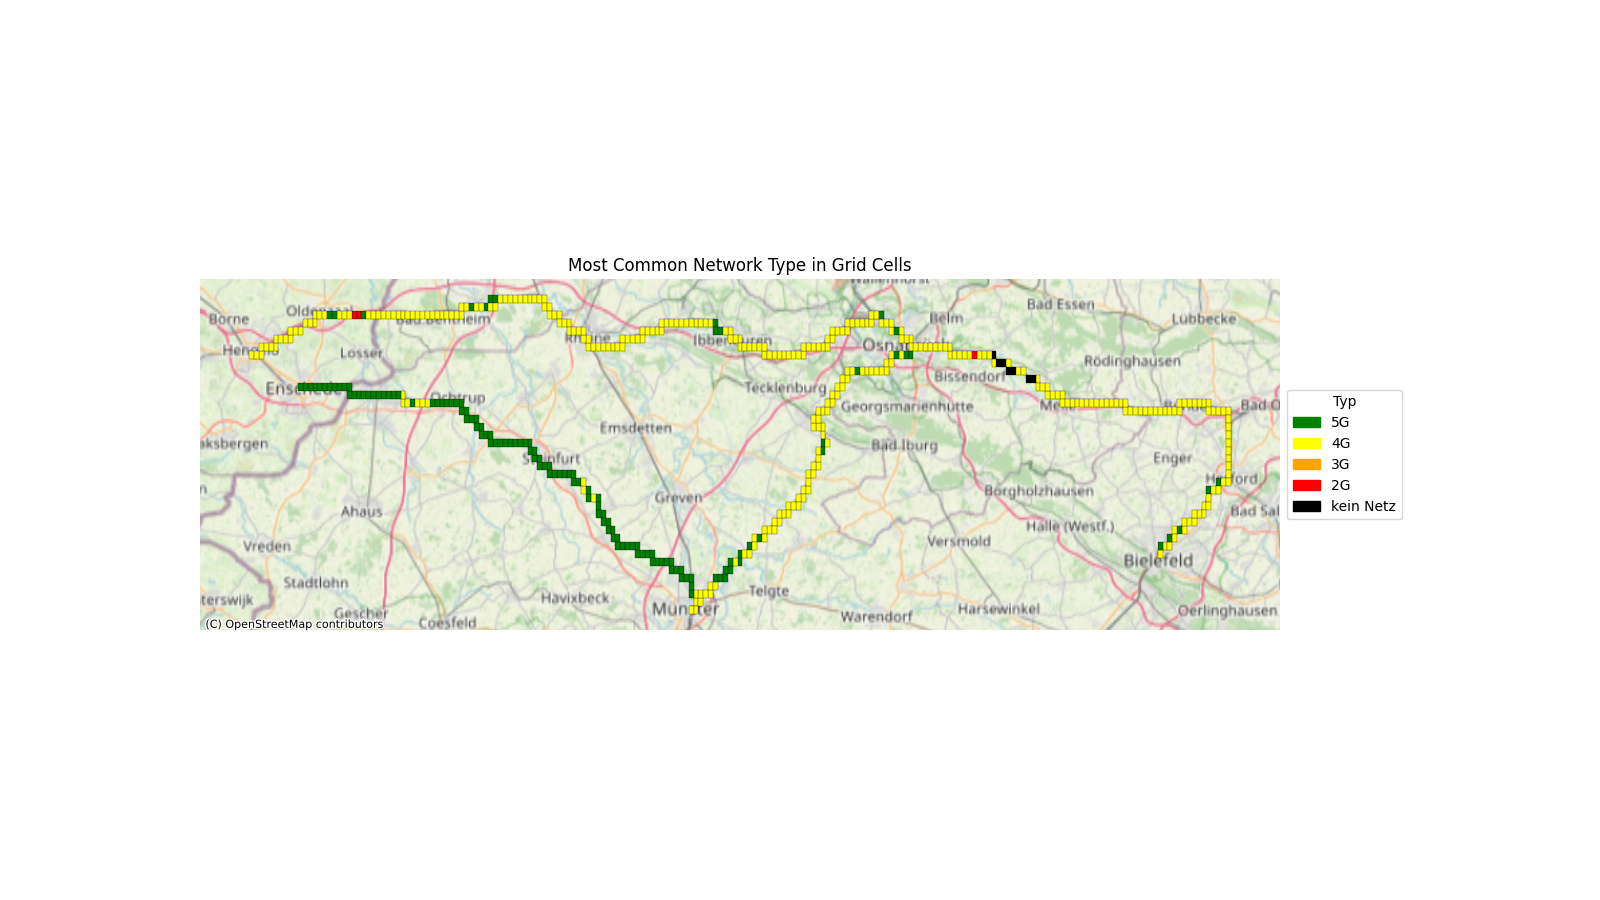 Most Common Network Type in Grid Cells
Wallenhorst
Bad Essen
Oldenzaal
Borne
Bad Bentheim
Belm
Lübbecke
Rheine
Ibbenbüren
Hengelo
Losser
Rödinghausen
Bissendorf
Enschede
Tecklenburg
Ochtrup
Georgsmarienhütte
Melle
Bad O
Emsdetten
aksbergen
Bad Iburg
Steinfurt
Enger
Herford
Greven
Borgholzhausen
Ahaus
Bad Sal
Halle (Westf.)
Vreden
Versmold
Bielefeld
Stadtlohn
Telgte
Havixbeck
terswijk
Münster
Harsewinkel
Oerlinghausen
Gescher
Warendorf
Coesfeld
(C) OpenStreetMap contributors
Typ
5G
4G
3G
2G
kein Netz